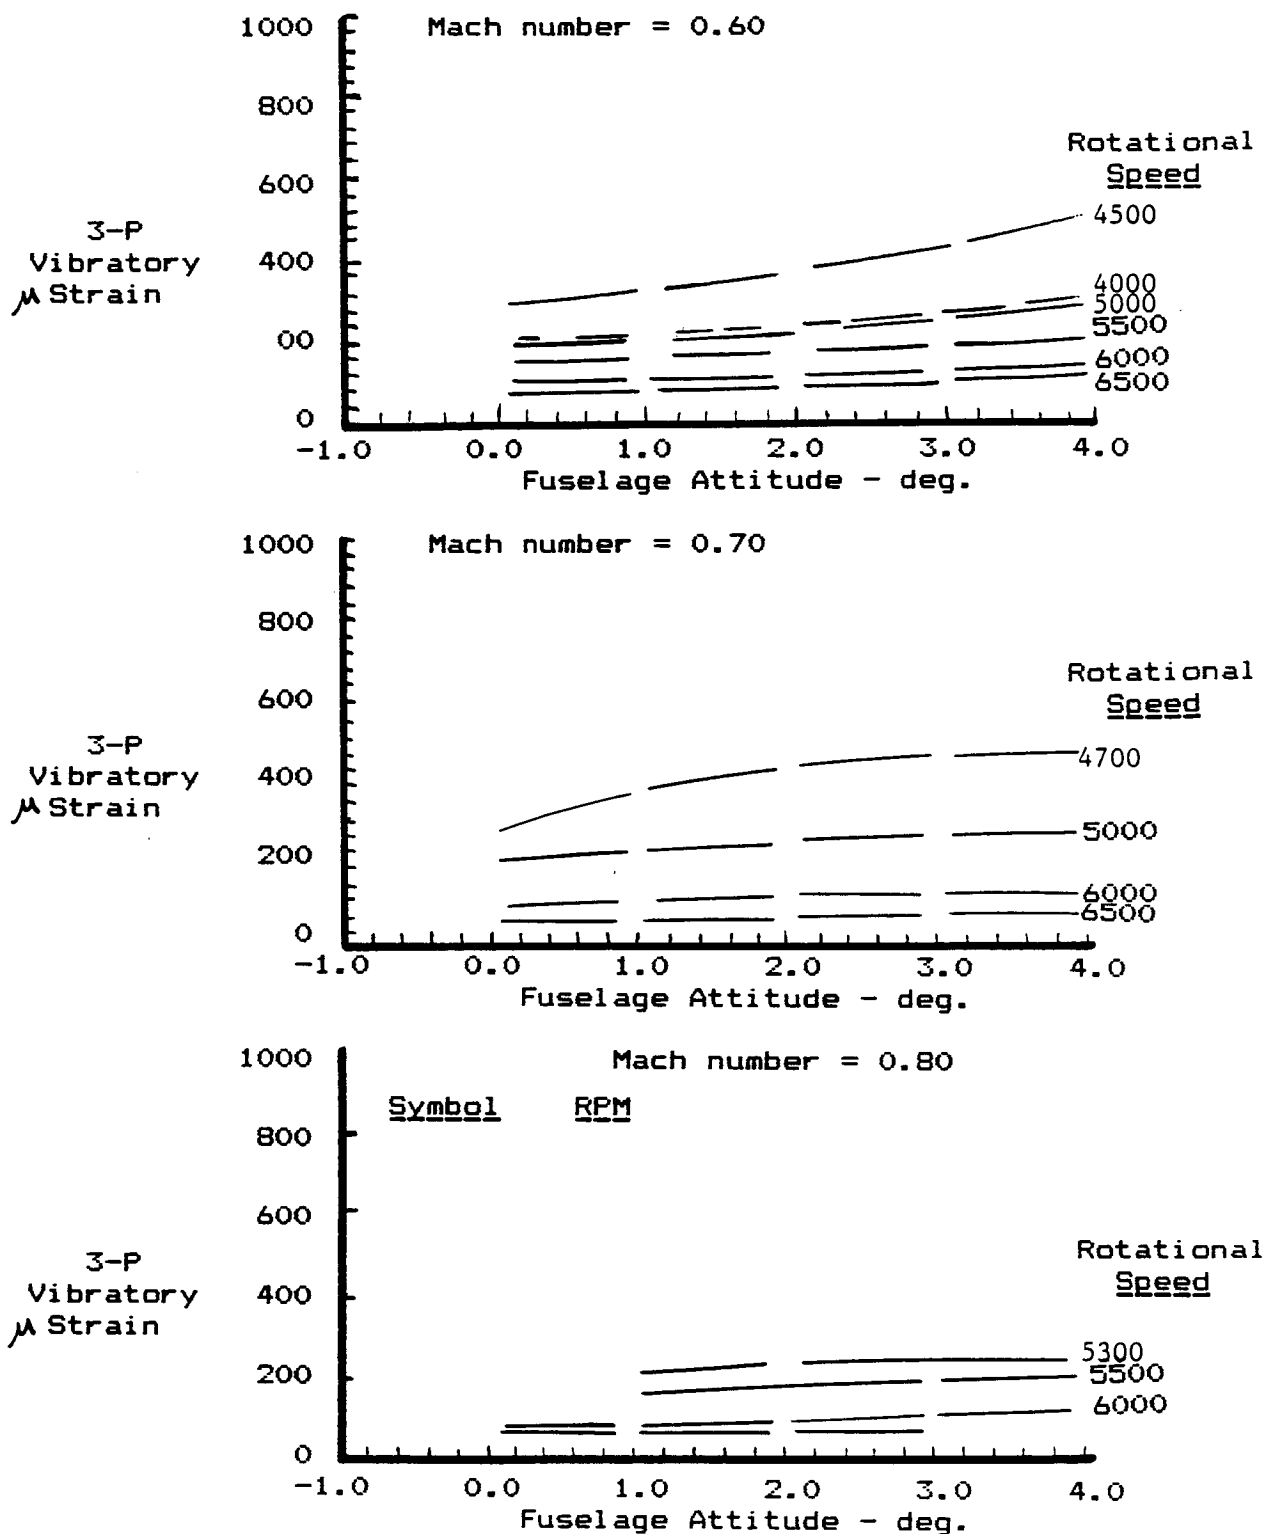 1000
Mach number = 0.60
800
Rotational
Speed
600
4500
3-P
Vibratory
μ Strain
400
4000
5000
5500
00
6000
6500
0
-1.0 0.0 1.0 2.0 3.0 4.0
Fuselage Attitude - deg.
1000
Mach number = 0.70
800
Rotational
Speed
600
3-P
Vibratory
μ Strain
4700
400
5000
200
6000
6500
0
-1.0 0.0 1.0 2.0 3.0 4.0
Fuselage Attitude - deg.
1000
Mach number = 0.80
Symbol RPM
800
600
Rotational
Speed
3-P
Vibratory
μ Strain
400
5300
5500
200
6000
0
-1.0 0.0 1.0 2.0 3.0 4.0
Fuselage Attitude - deg.